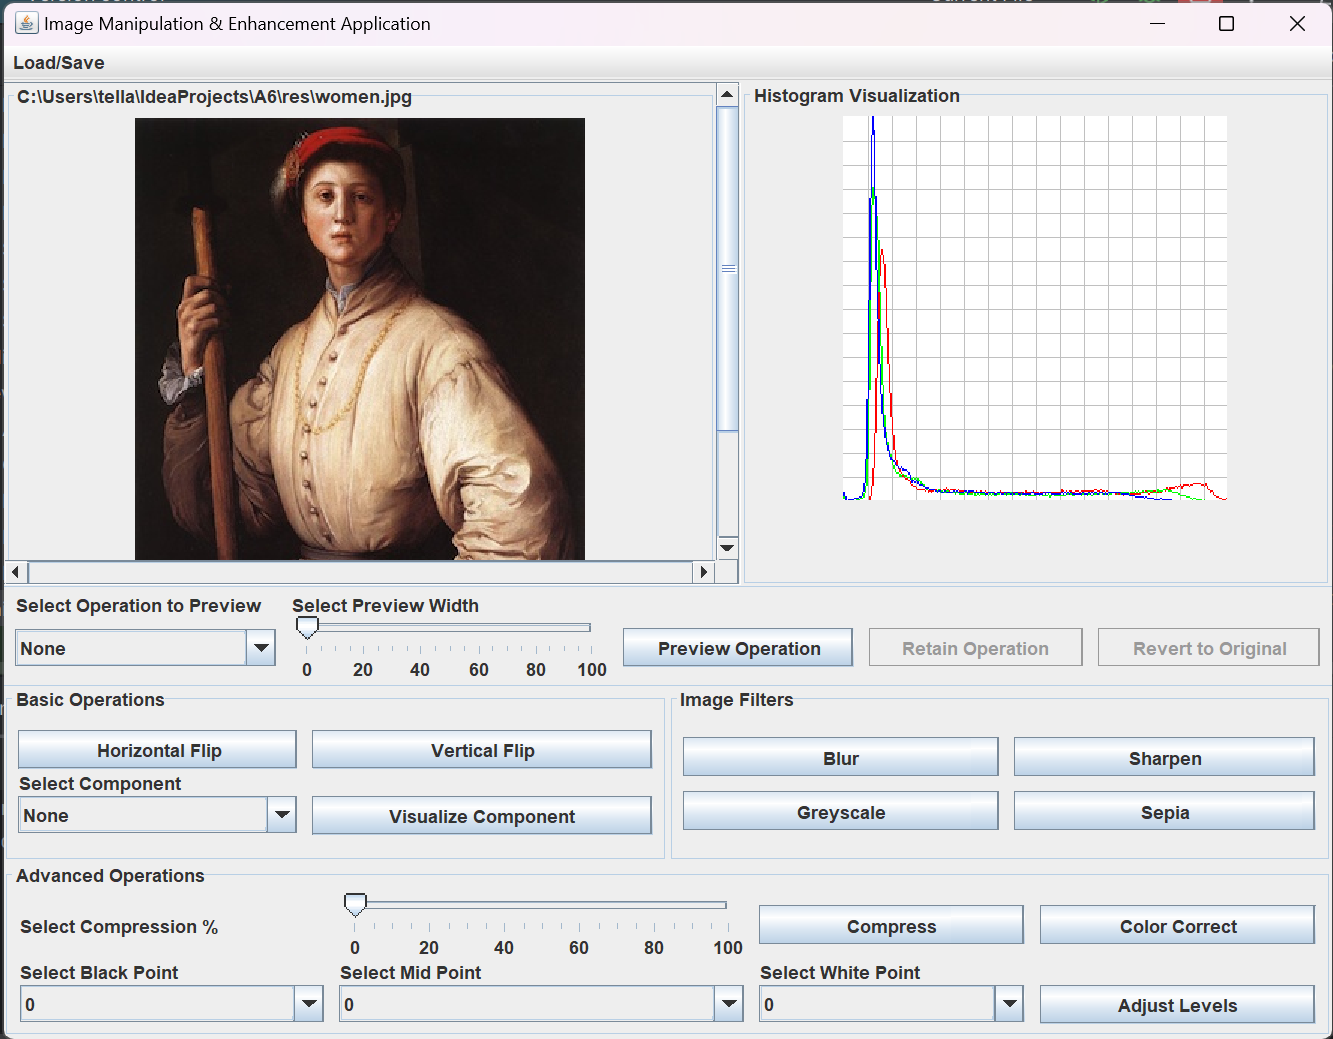 Image Manipulation & Enhancement Application
Load/Save
C:\Users\tella\IdeaProjects\A6\res\women.jpg
Histogram Visualization
Select Operation to Preview
Select Preview Width
None
0 20 40 60 80 100
Preview Operation
Retain Operation
Revert to Original
Basic Operations
Horizontal Flip
Vertical Flip
Select Component
None
Visualize Component
Image Filters
Blur
Sharpen
Greyscale
Sepia
Advanced Operations
Select Compression %
0 20 40 60 80 100
Compress
Color Correct
Select Black Point
Select Mid Point
Select White Point
0
0
0
Adjust Levels